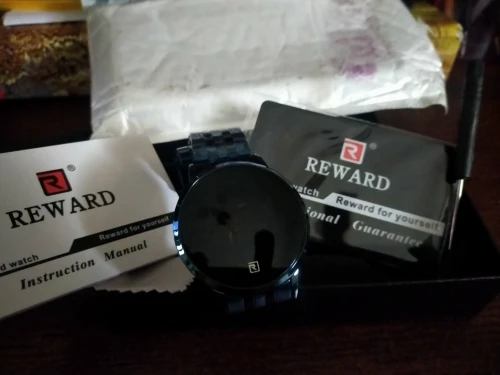 R®
REWARD
d watch Reward for yourself
Instruction Manual
R
R®
REWARD
watch Reward for yourself
ional Guarantee